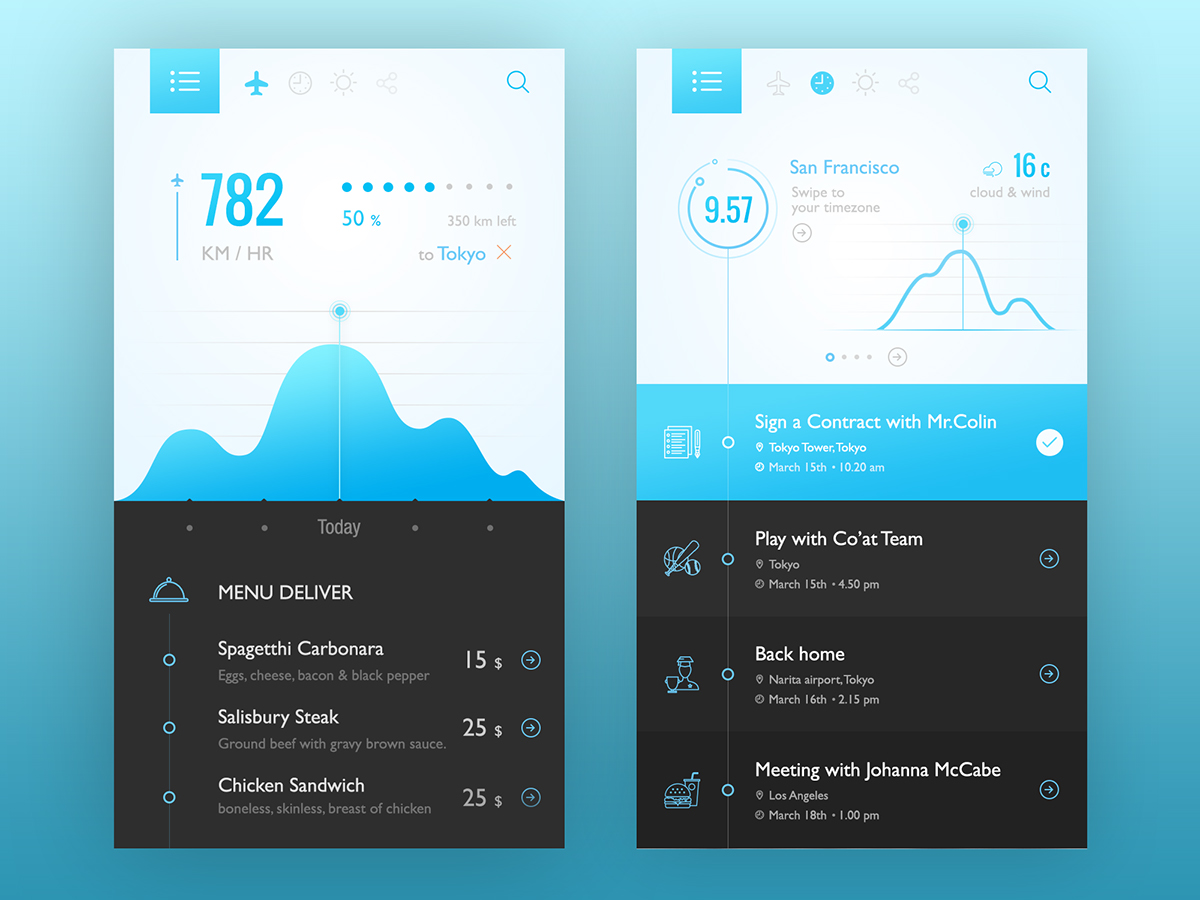 782
KM / HR
50 %
350 km left
to Tokyo
Today
MENU DELIVER
Spagetthi Carbonara
Eggs, cheese, bacon & black pepper
15 $
Salisbury Steak
Ground beef with gravy brown sauce.
25 $
Chicken Sandwich
boneless, skinless, breast of chicken
25 $
9.57
San Francisco
Swipe to
your timezone
16 c
cloud & wind
Sign a Contract with Mr.Colin
Tokyo Tower, Tokyo
March 15th • 10.20 am
Play with Co’at Team
Tokyo
March 15th • 4.50 pm
Back home
Narita airport, Tokyo
March 16th • 2.15 pm
Meeting with Johanna McCabe
Los Angeles
March 18th • 1.00 pm